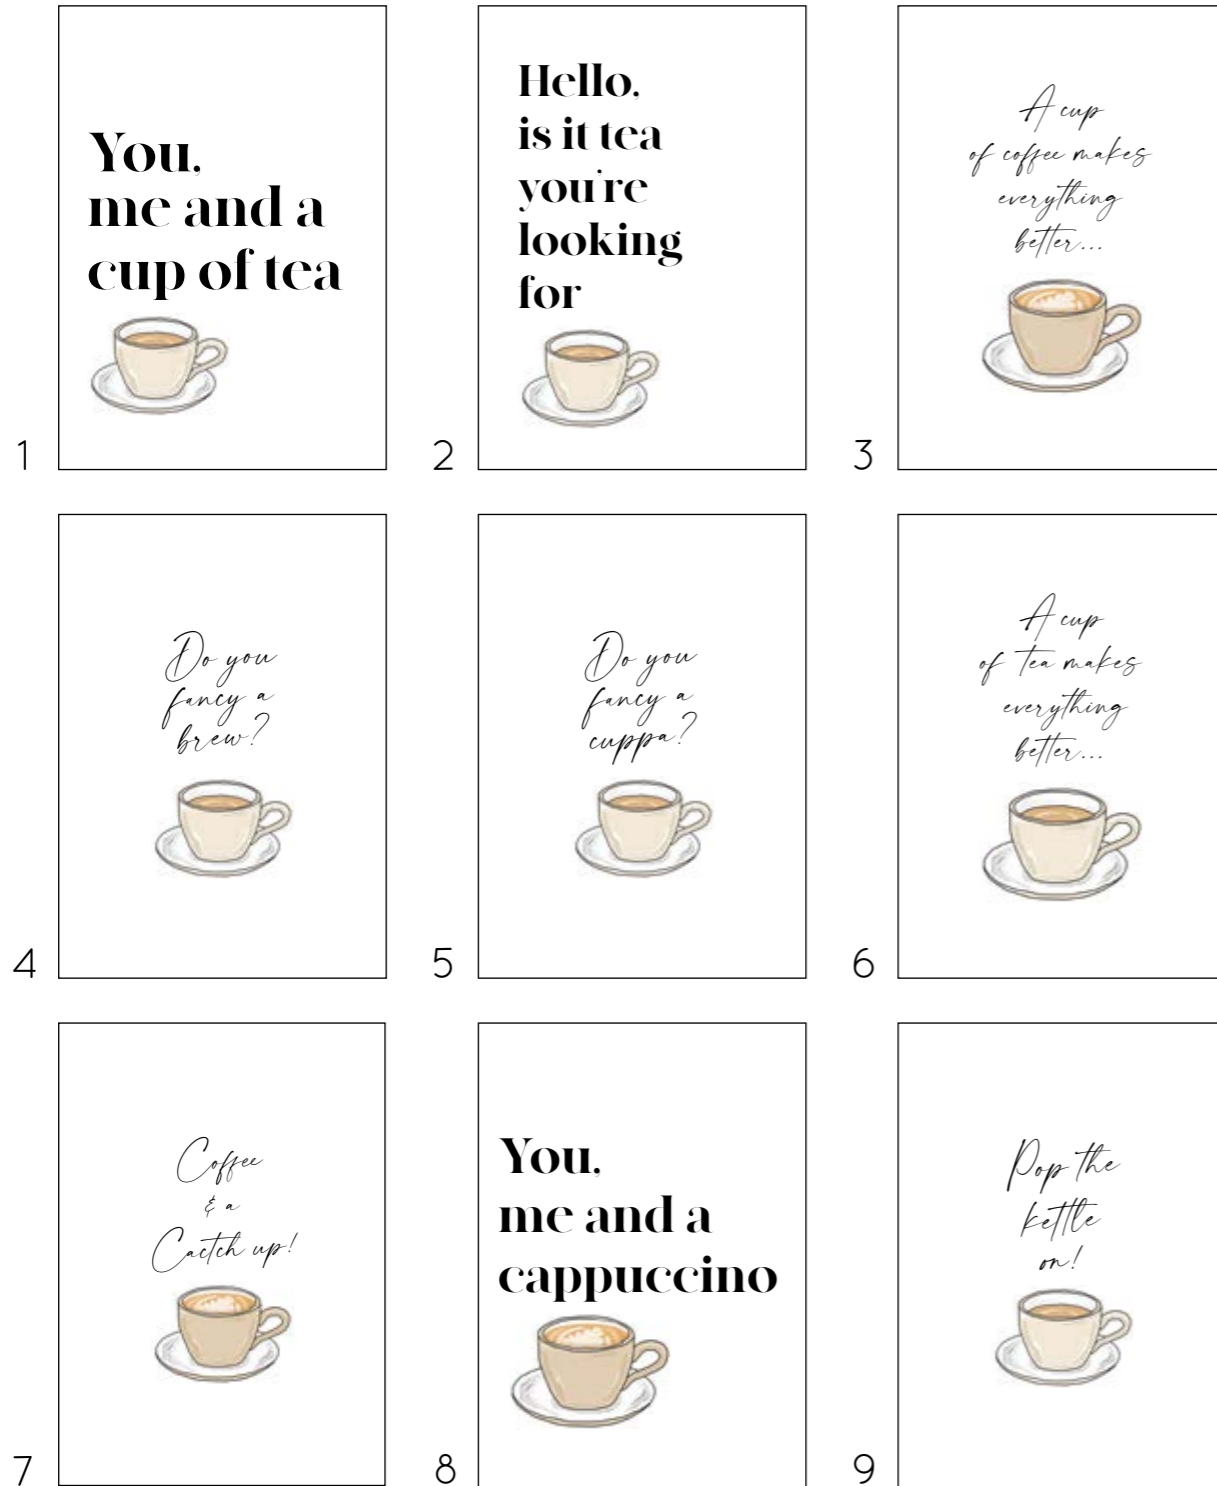 You,
me and a
cup of tea
1
Hello,
is it tea
you're
looking
for
2
A cup
of coffee makes
everything
better...
3
Do you
fancy a
brew?
4
Do you
fancy a
cuppa?
5
A cup
of tea makes
everything
better...
6
Coffee
& a
Cactch up!
7
You,
me and a
cappuccino
8
Pop the
kettle
on!
9